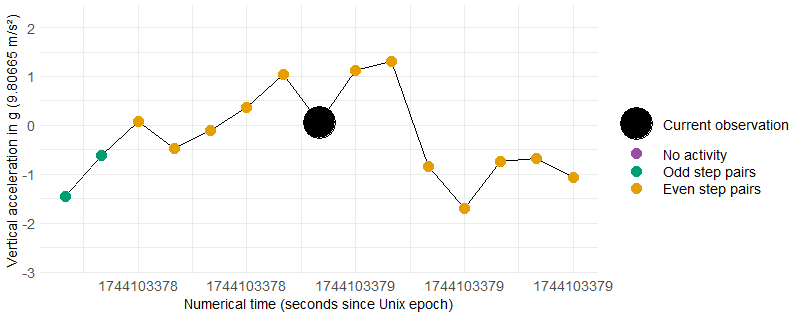 Vertical acceleration in g (9.80665 m/s²)
2
1
0
-1
-2
-3
1744103378 1744103378 1744103379 1744103379 1744103379
Numerical time (seconds since Unix epoch)
Current observation
No activity
Odd step pairs
Even step pairs